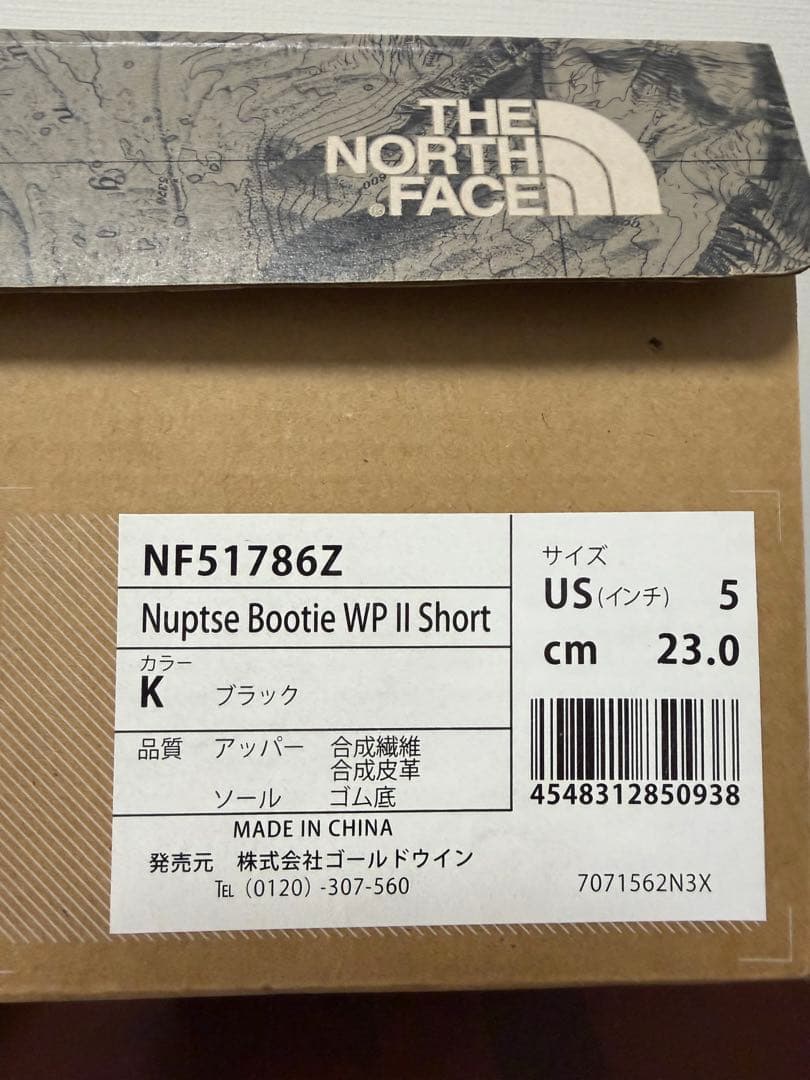 THE
NORTH
FACE
NF51786Z
Nuptse Bootie WP II Short
カラー
K ブラック
品質 アッパー 合成繊維
合成皮革
ソール ゴム底
MADE IN CHINA
発売元 株式会社ゴールドウイン
TEL (0120) -307-560
サイズ
US (インチ) 5
cm 23.0
4548312850938
7071562N3X